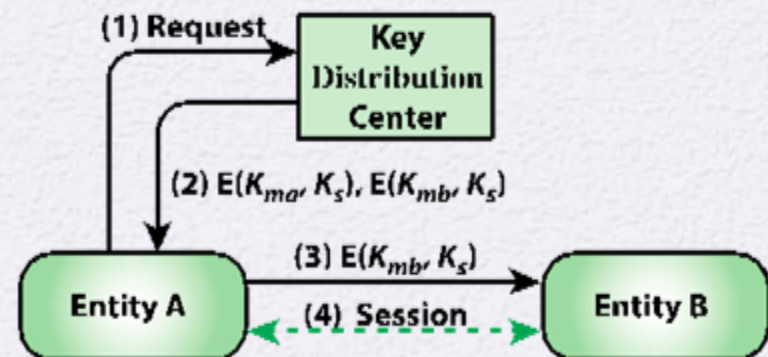 (1) Request
Key
Distribution
Center
(2) E(Kma, Ks), E(Kmb, Ks)
(3) E(Kmb, Ks)
Entity A
(4) Session
Entity B